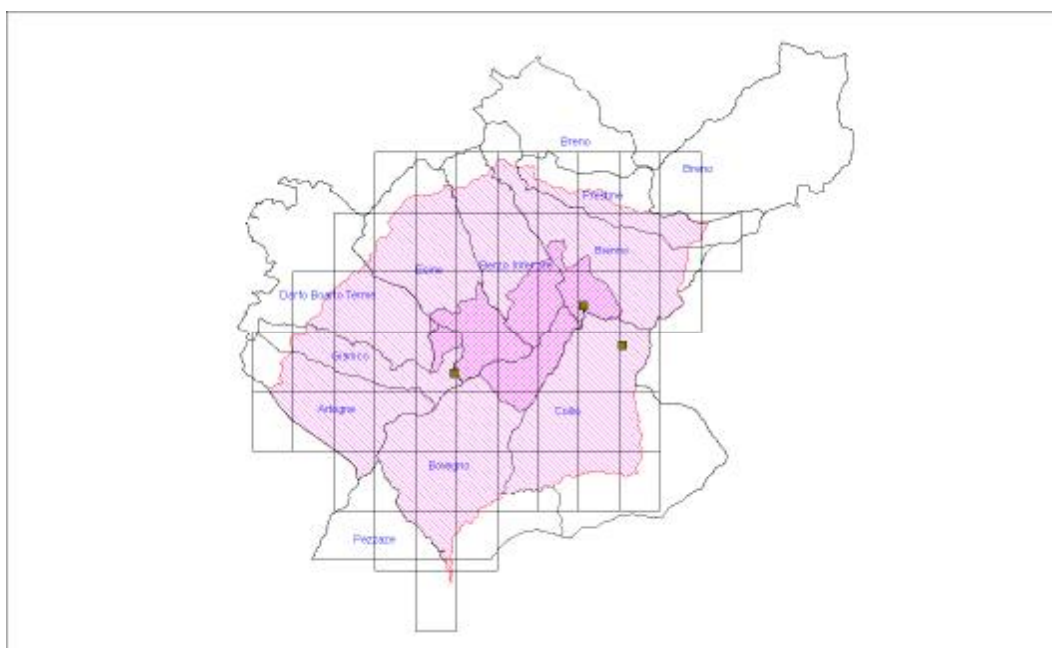 Breno
Breno
Prestine
Bienno
Berzo Inferiore
Esine
Darfo Boario Terme
Gianico
Artogne
Collio
Bovegno
Pezzaze